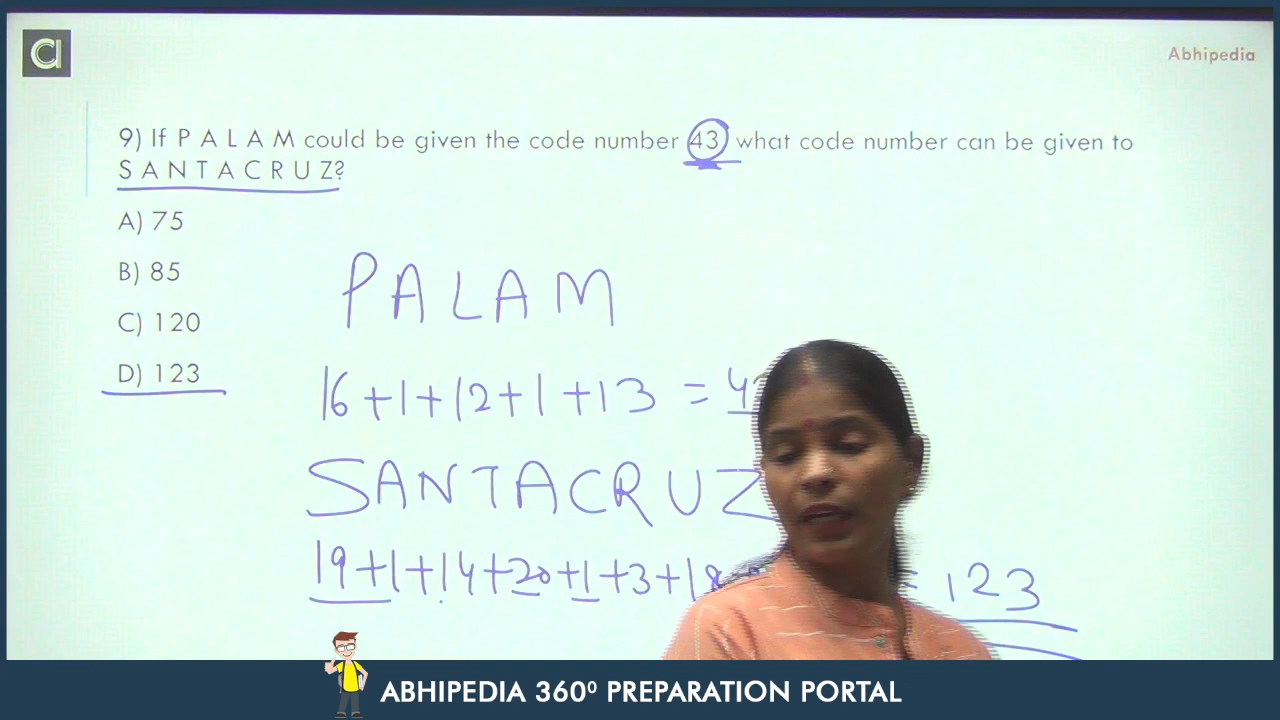 Abhipedia
9) If P A L A M could be given the code number 43 what code number can be given to
S A N T A C R U Z?
A) 75
B) 85
C) 120
D) 123
PALAM
16+1+12+1+13 = 4
SANTACRUZ
19+1+14+20+1+3+18 = 123
ABHIPEDIA 360⁰ PREPARATION PORTAL